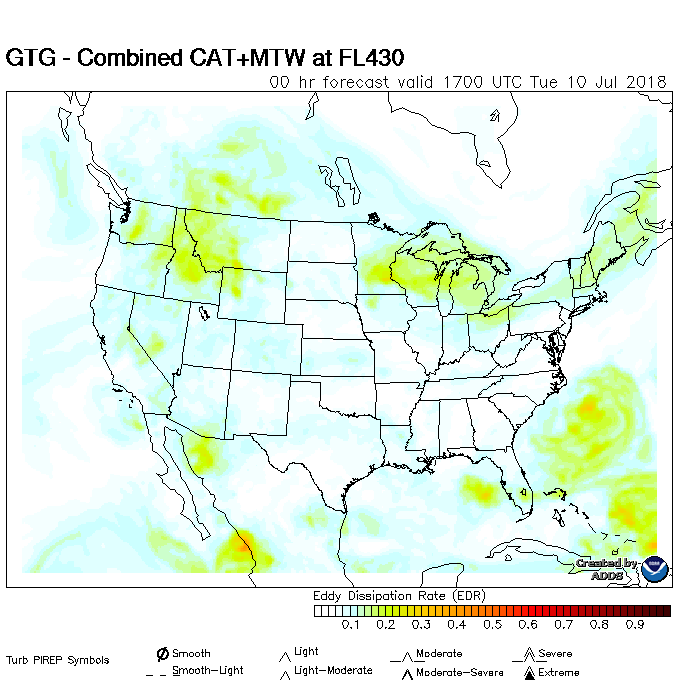 GTG - Combined CAT+MTW at FL430
00 hr forecast valid 1700 UTC Tue 10 Jul 2018
Created by
ADDS
Eddy Dissipation Rate (EDR)
0.1 0.2 0.3 0.4 0.5 0.6 0.7 0.8 0.9
Turb PIREP Symbols
Smooth Light Moderate Severe
Smooth-Light Light-Moderate Moderate-Severe Extreme